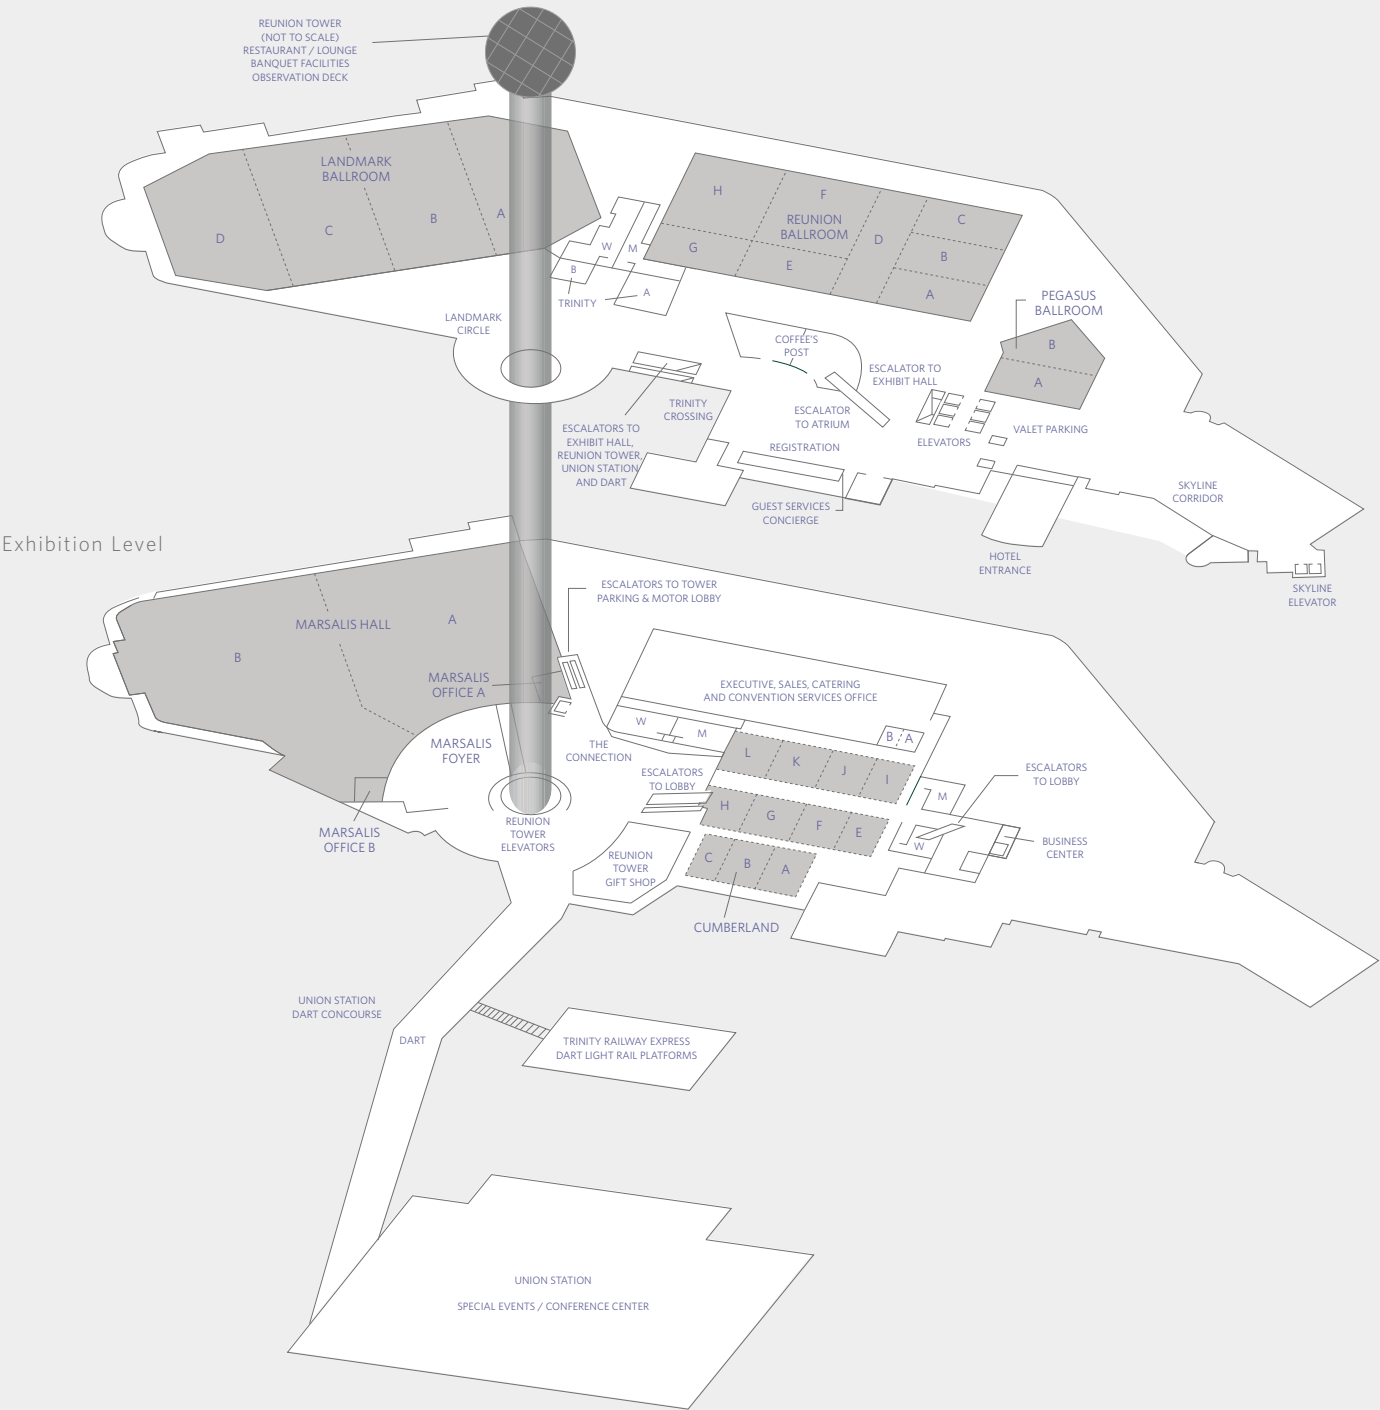 REUNION TOWER
(NOT TO SCALE)
RESTAURANT / LOUNGE
BANQUET FACILITIES
OBSERVATION DECK
LANDMARK
BALLROOM
D
C
B
A
H
F
REUNION
BALLROOM
G
E
D
C
B
A
W
M
B
A
TRINITY
PEGASUS
BALLROOM
B
A
LANDMARK
CIRCLE
COFFEE'S
POST
ESCALATOR TO
EXHIBIT HALL
TRINITY
CROSSING
ESCALATOR
TO ATRIUM
ELEVATORS
VALET PARKING
ESCALATORS TO
EXHIBIT HALL,
REUNION TOWER,
UNION STATION
AND DART
REGISTRATION
GUEST SERVICES
CONCIERGE
SKYLINE
CORRIDOR
HOTEL
ENTRANCE
SKYLINE
ELEVATOR
Exhibition Level
ESCALATORS TO TOWER
PARKING & MOTOR LOBBY
MARSALIS HALL
A
B
MARSALIS
OFFICE A
EXECUTIVE, SALES, CATERING
AND CONVENTION SERVICES OFFICE
W
M
B
A
MARSALIS
FOYER
THE
CONNECTION
ESCALATORS
TO LOBBY
L
K
J
I
ESCALATORS
TO LOBBY
M
H
G
F
E
W
BUSINESS
CENTER
MARSALIS
OFFICE B
REUNION
TOWER
ELEVATORS
REUNION
TOWER
GIFT SHOP
C
B
A
CUMBERLAND
UNION STATION
DART CONCOURSE
DART
TRINITY RAILWAY EXPRESS
DART LIGHT RAIL PLATFORMS
UNION STATION
SPECIAL EVENTS / CONFERENCE CENTER